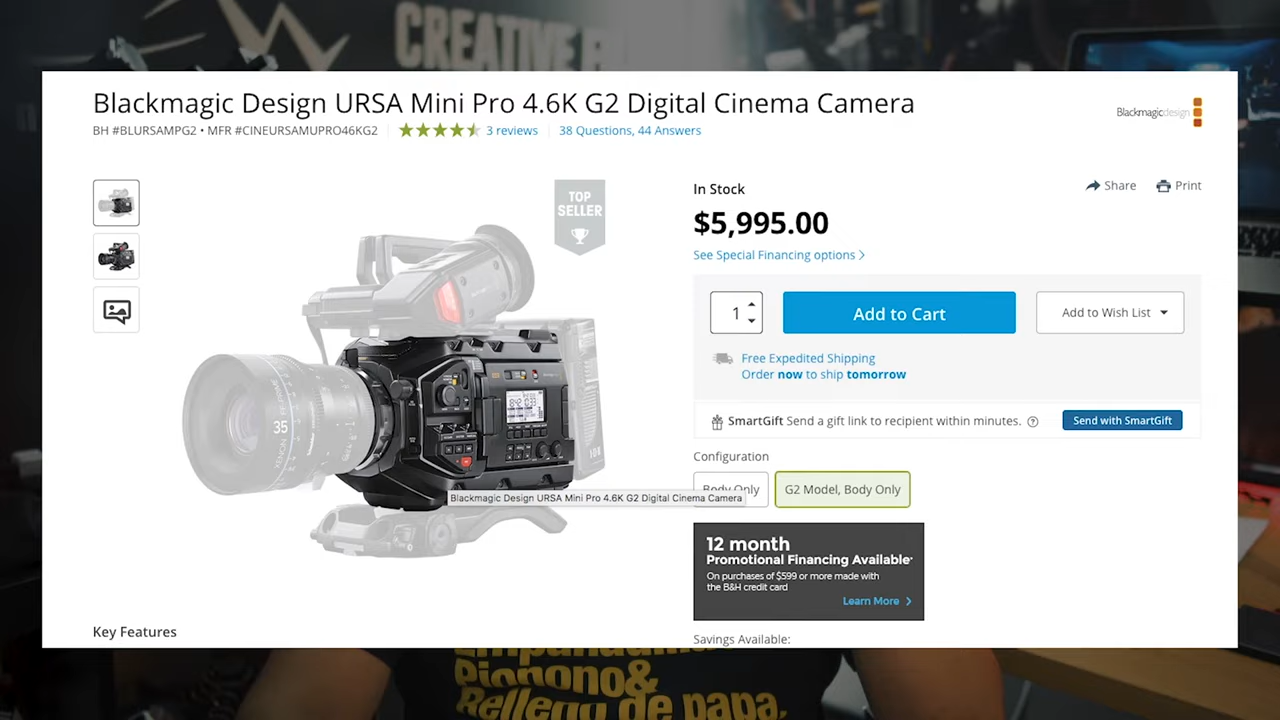 CREATIVE
Blackmagic Design URSA Mini Pro 4.6K G2 Digital Cinema Camera
BH #BLURSAMPG2 • MFR #CINEURSAMUPRO46KG2 3 reviews 38 Questions, 44 Answers
Blackmagicdesign
TOP
SELLER
35
In Stock
Share Print
$5,995.00
See Special Financing options >
1 Add to Cart Add to Wish List
Free Expedited Shipping
Order now to ship tomorrow
SmartGift Send a gift link to recipient within minutes. ? Send with SmartGift
Configuration
Body Only G2 Model, Body Only
Blackmagic Design URSA Mini Pro 4.6K G2 Digital Cinema Camera
12 month
Promotional Financing Available*
On purchases of $599 or more made with
the B&H credit card
Learn More >
Key Features
Savings Available:
Pionono&
Relleno de papa,